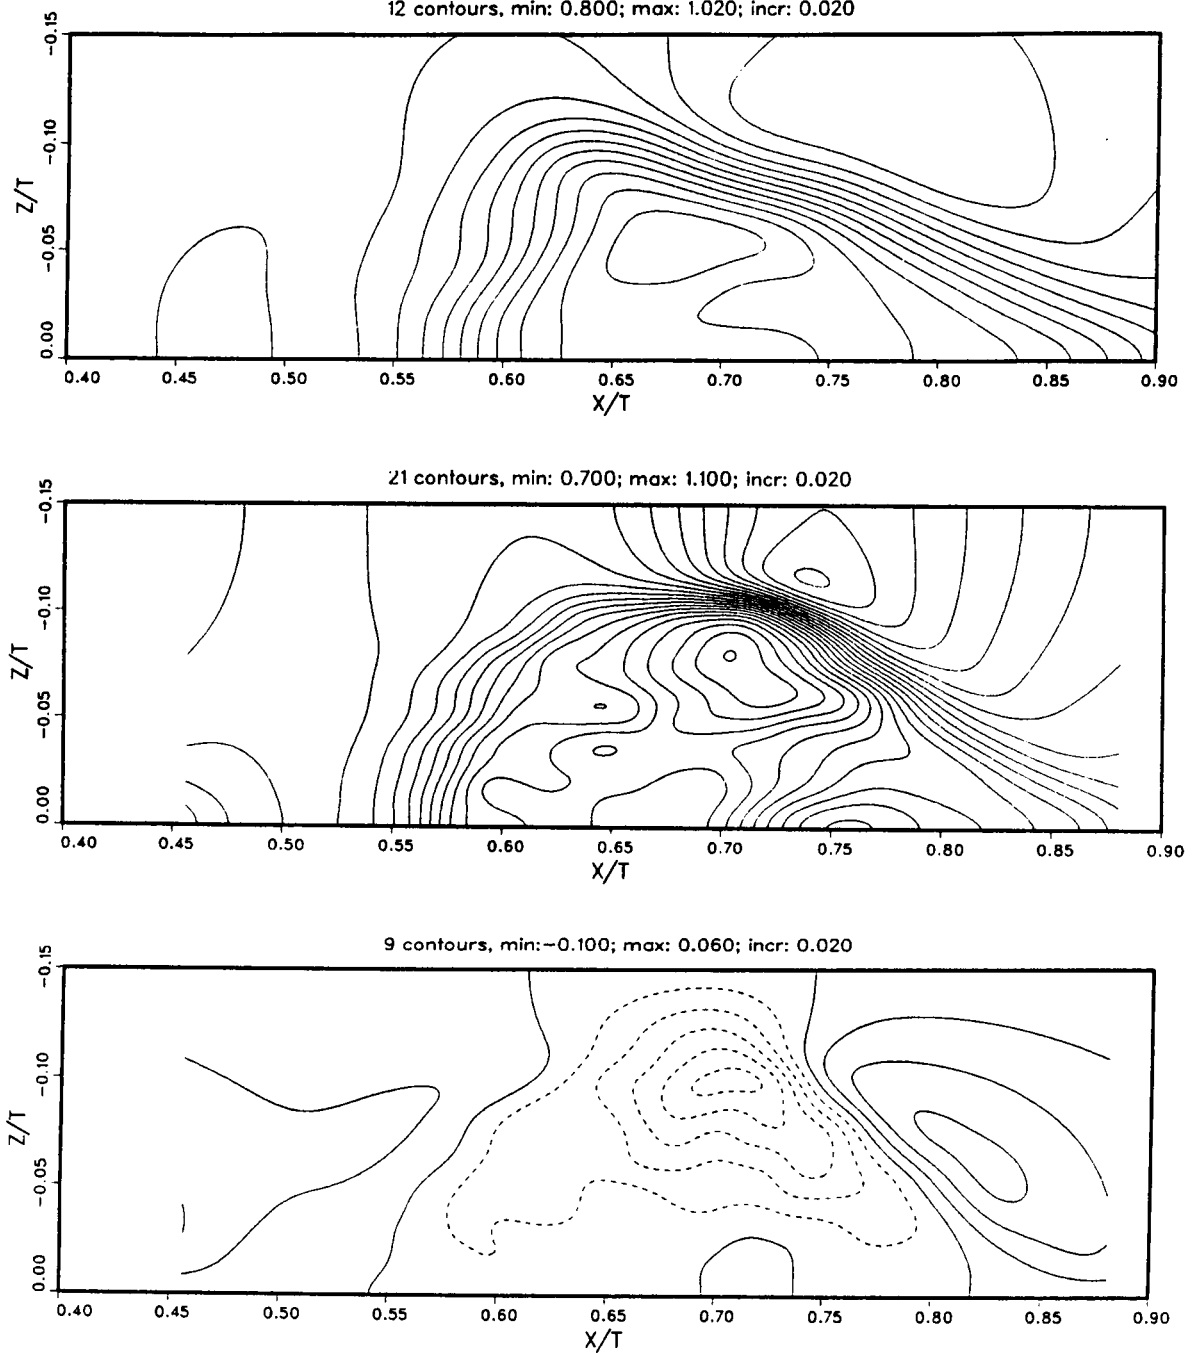 12 contours, min: 0.800; max: 1.020; incr: 0.020
-0.15
-0.10
-0.05
0.00
Z/T
0.40 0.45 0.50 0.55 0.60 0.65 0.70 0.75 0.80 0.85 0.90
X/T
21 contours, min: 0.700; max: 1.100; incr: 0.020
-0.15
-0.10
-0.05
0.00
Z/T
0.40 0.45 0.50 0.55 0.60 0.65 0.70 0.75 0.80 0.85 0.90
X/T
9 contours, min:-0.100; max: 0.060; incr: 0.020
-0.15
-0.10
-0.05
0.00
Z/T
0.40 0.45 0.50 0.55 0.60 0.65 0.70 0.75 0.80 0.85 0.90
X/T